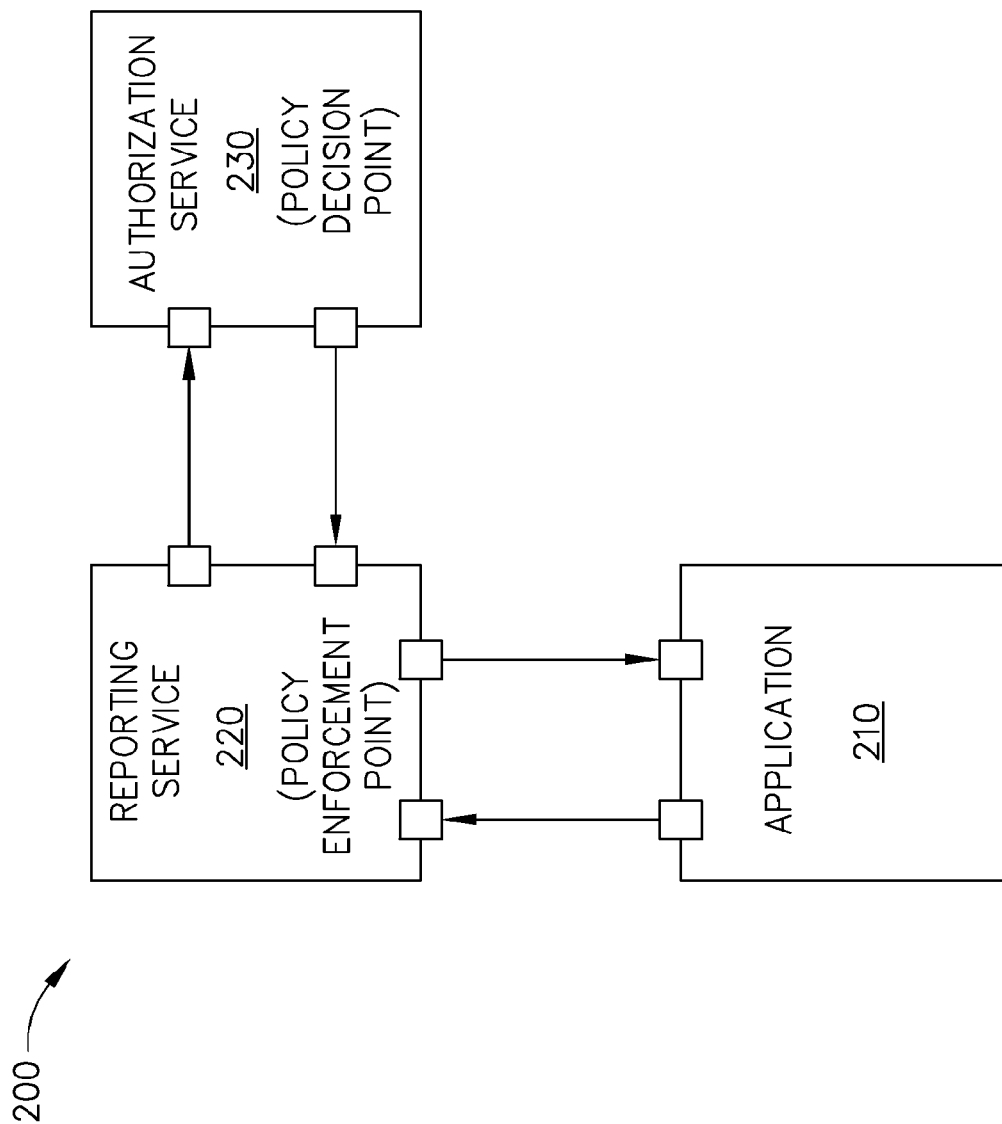 200
REPORTING
SERVICE
220
(POLICY
ENFORCEMENT
POINT)
AUTHORIZATION
SERVICE
230
(POLICY
DECISION
POINT)
APPLICATION
210